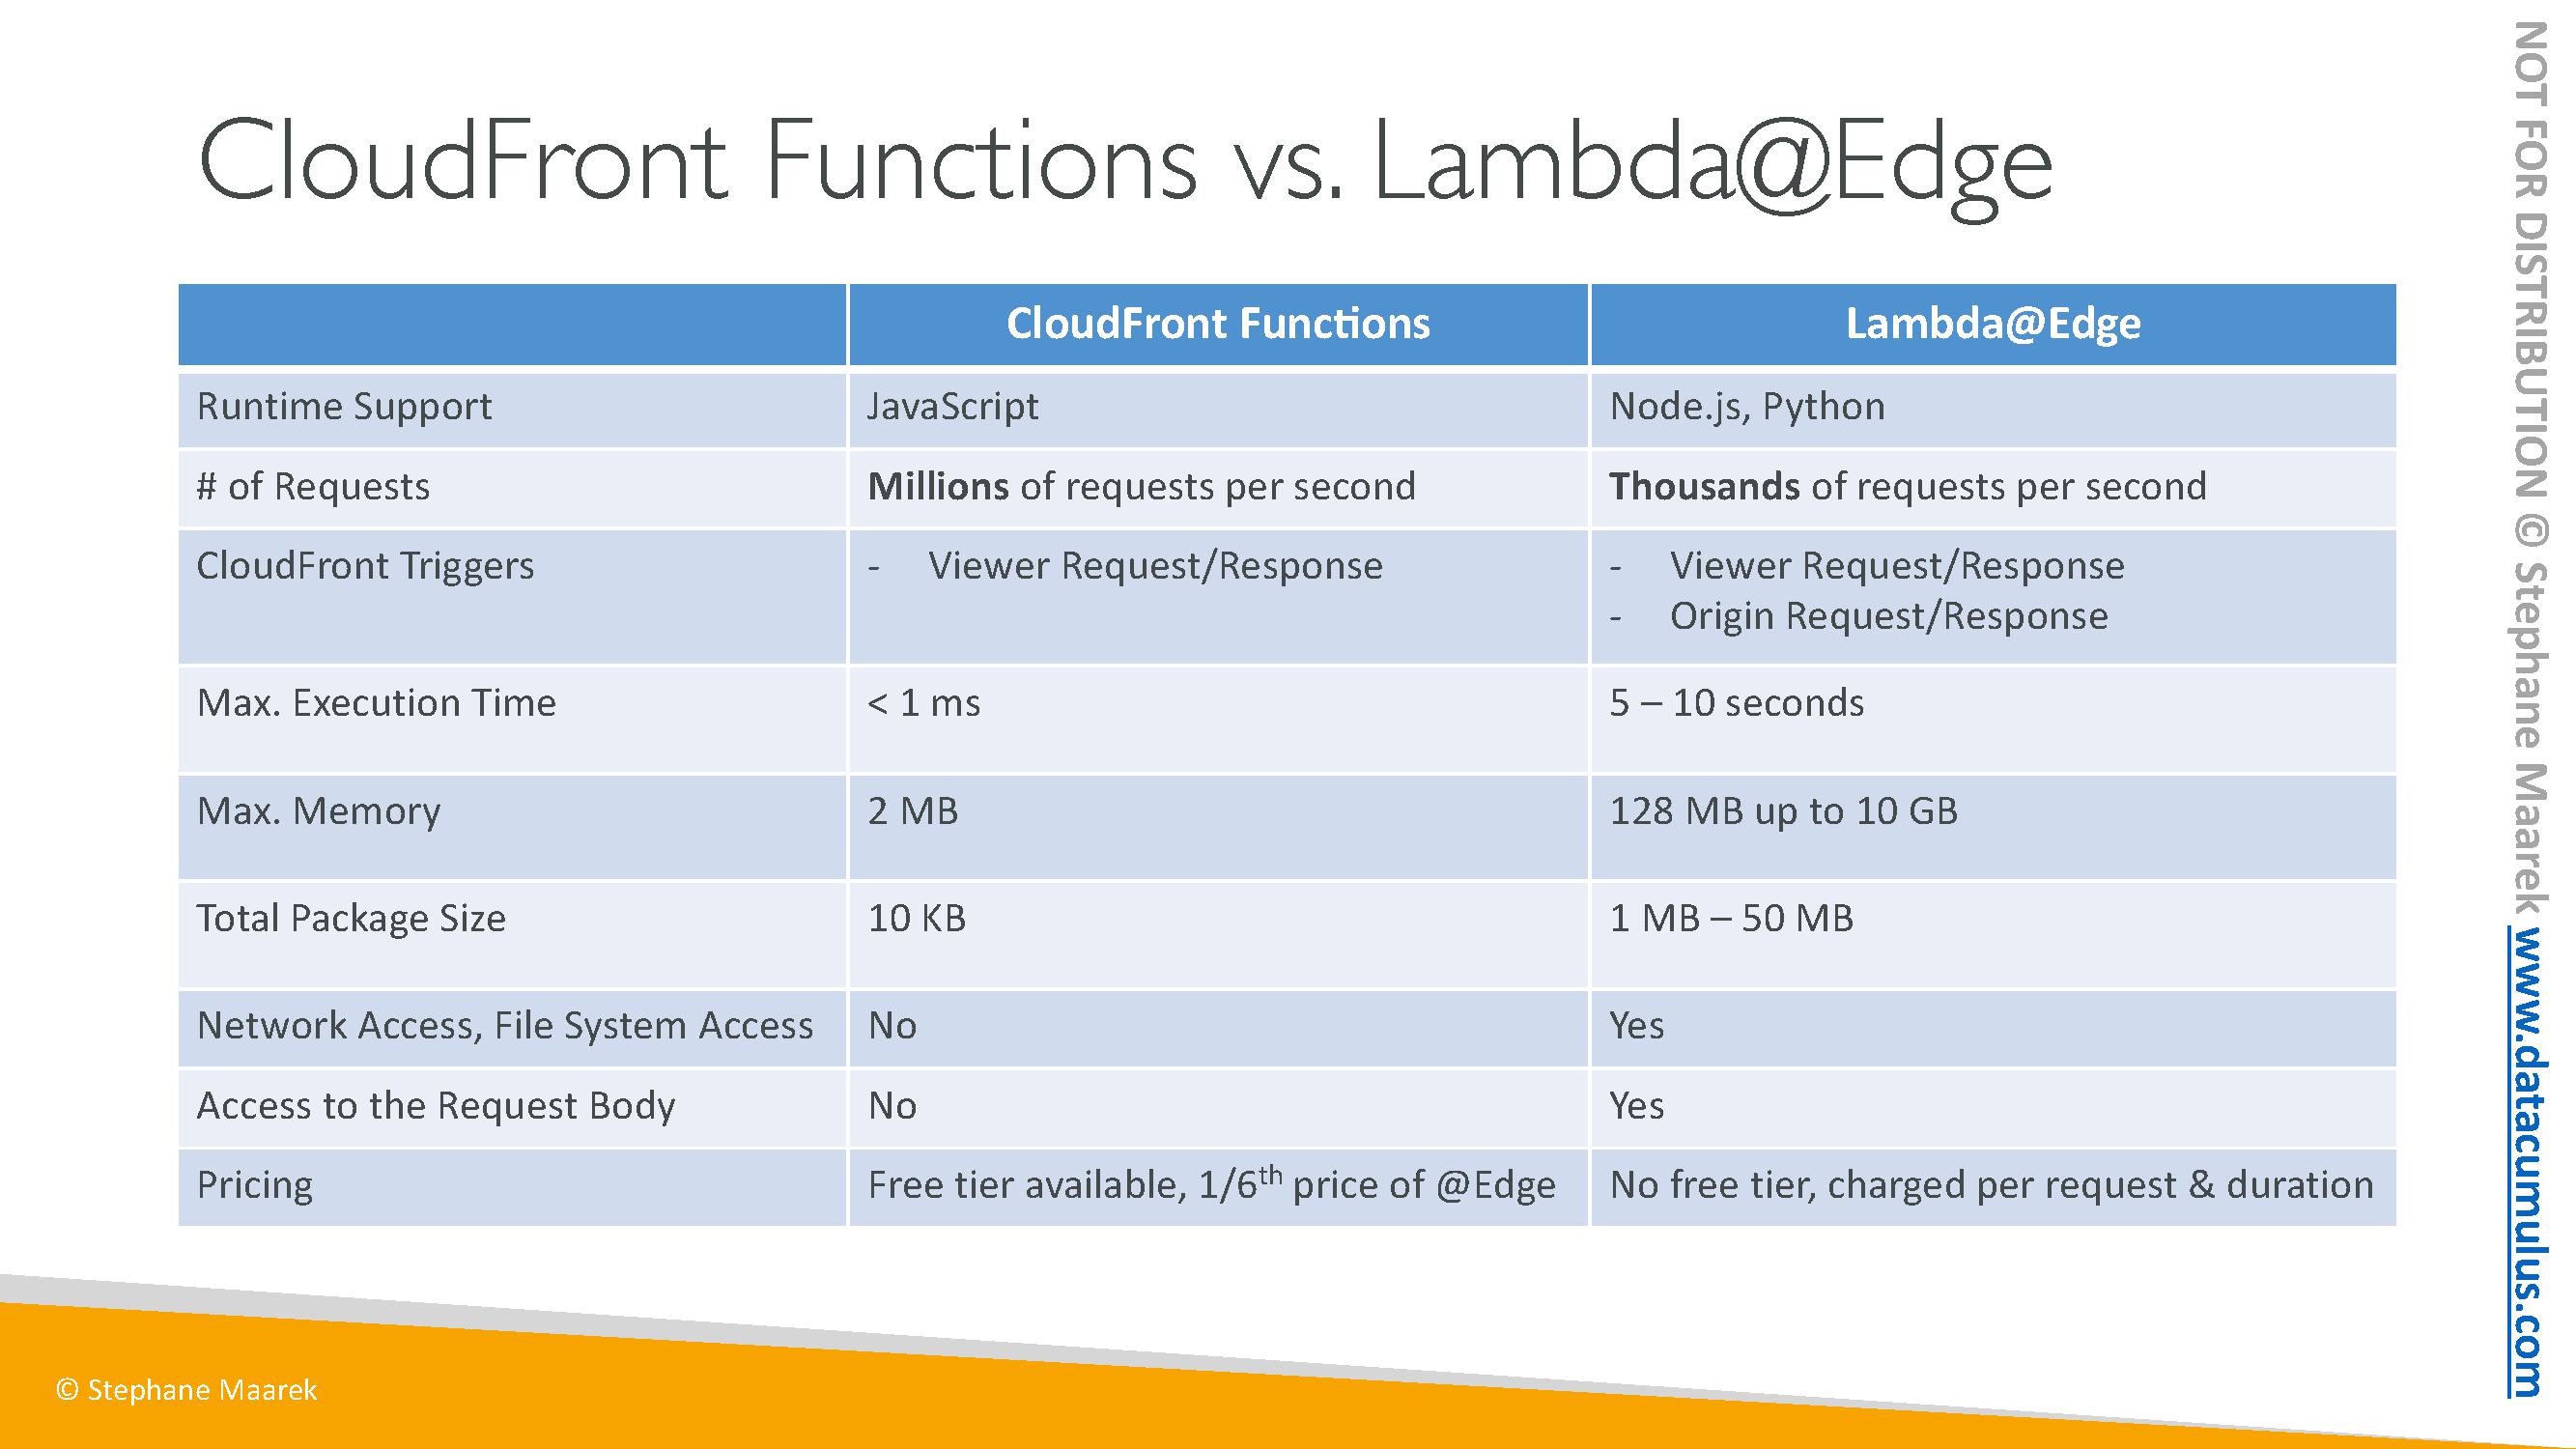 CloudFront Functions vs. Lambda@Edge
CloudFront Functions Lambda@Edge
Runtime Support JavaScript Node.js, Python
# of Requests Millions of requests per second Thousands of requests per second
CloudFront Triggers - Viewer Request/Response - Viewer Request/Response
- Origin Request/Response
Max. Execution Time < 1 ms 5 – 10 seconds
Max. Memory 2 MB 128 MB up to 10 GB
Total Package Size 10 KB 1 MB – 50 MB
Network Access, File System Access No Yes
Access to the Request Body No Yes
Pricing Free tier available, 1/6th price of @Edge No free tier, charged per request & duration
© Stephane Maarek
NOT FOR DISTRIBUTION © Stephane Maarek www.datacumulus.com